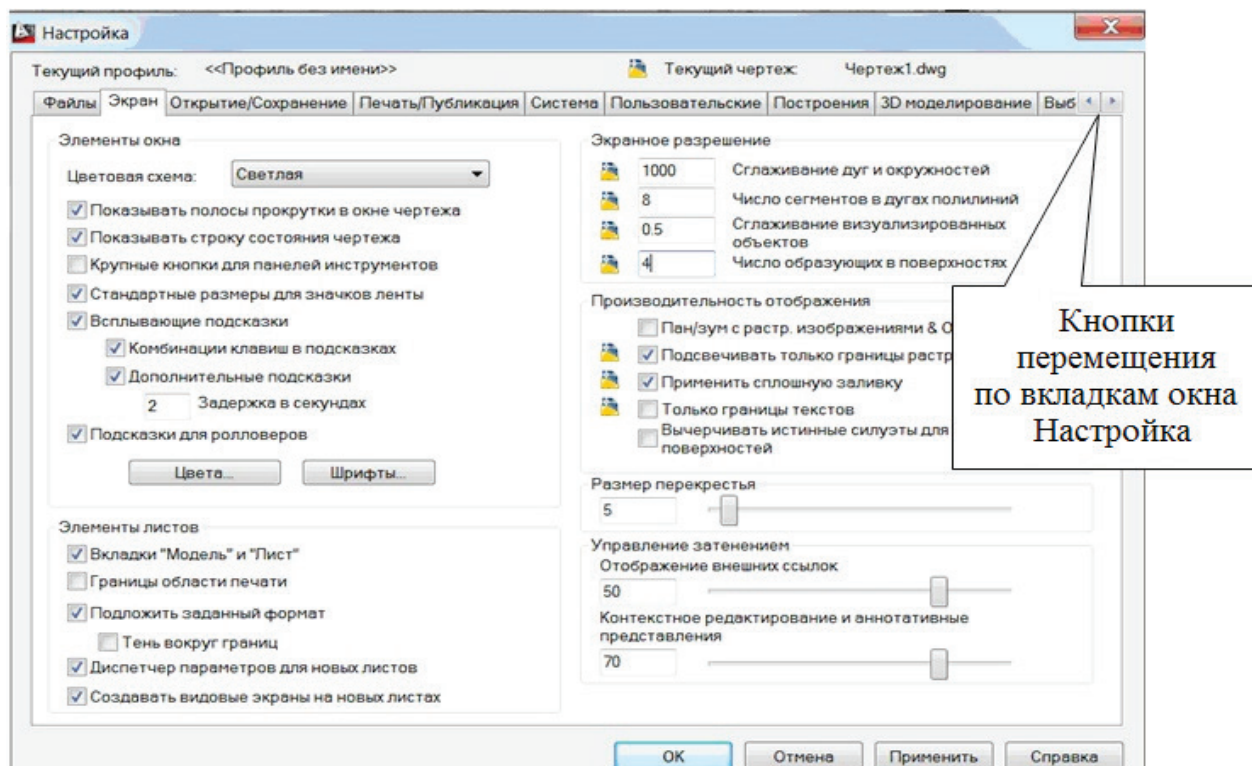 Настройка
Текущий профиль: <<Профиль без имени>> Текущий чертеж: Чертеж1.dwg
Файлы Экран Открытие/Сохранение Печать/Публикация Система Пользовательские Построения 3D моделирование Выб
Элементы окна
Цветовая схема: Светлая
Показывать полосы прокрутки в окне чертежа
Показывать строку состояния чертежа
Крупные кнопки для панелей инструментов
Стандартные размеры для значков ленты
Всплывающие подсказки
Комбинации клавиш в подсказках
Дополнительные подсказки
2 Задержка в секундах
Подсказки для ролловеров
Цвета... Шрифты...
Элементы листов
Вкладки "Модель" и "Лист"
Границы области печати
Подложить заданный формат
Тень вокруг границ
Диспетчер параметров для новых листов
Создавать видовые экраны на новых листах
Экранное разрешение
1000 Сглаживание дуг и окружностей
8 Число сегментов в дугах полилиний
0.5 Сглаживание визуализированных
объектов
4 Число образующих в поверхностях
Производительность отображения
Пан/зум с растр. изображениями & O
Подсвечивать только границы растр
Применить сплошную заливку
Только границы текстов
Вычерчивать истинные силуэты для
поверхностей
Размер перекрестья
5
Управление затенением
Отображение внешних ссылок
50
Контекстное редактирование и аннотативные
представления
70
OK Отмена Применить Справка
Кнопки
перемещения
по вкладкам окна
Настройка